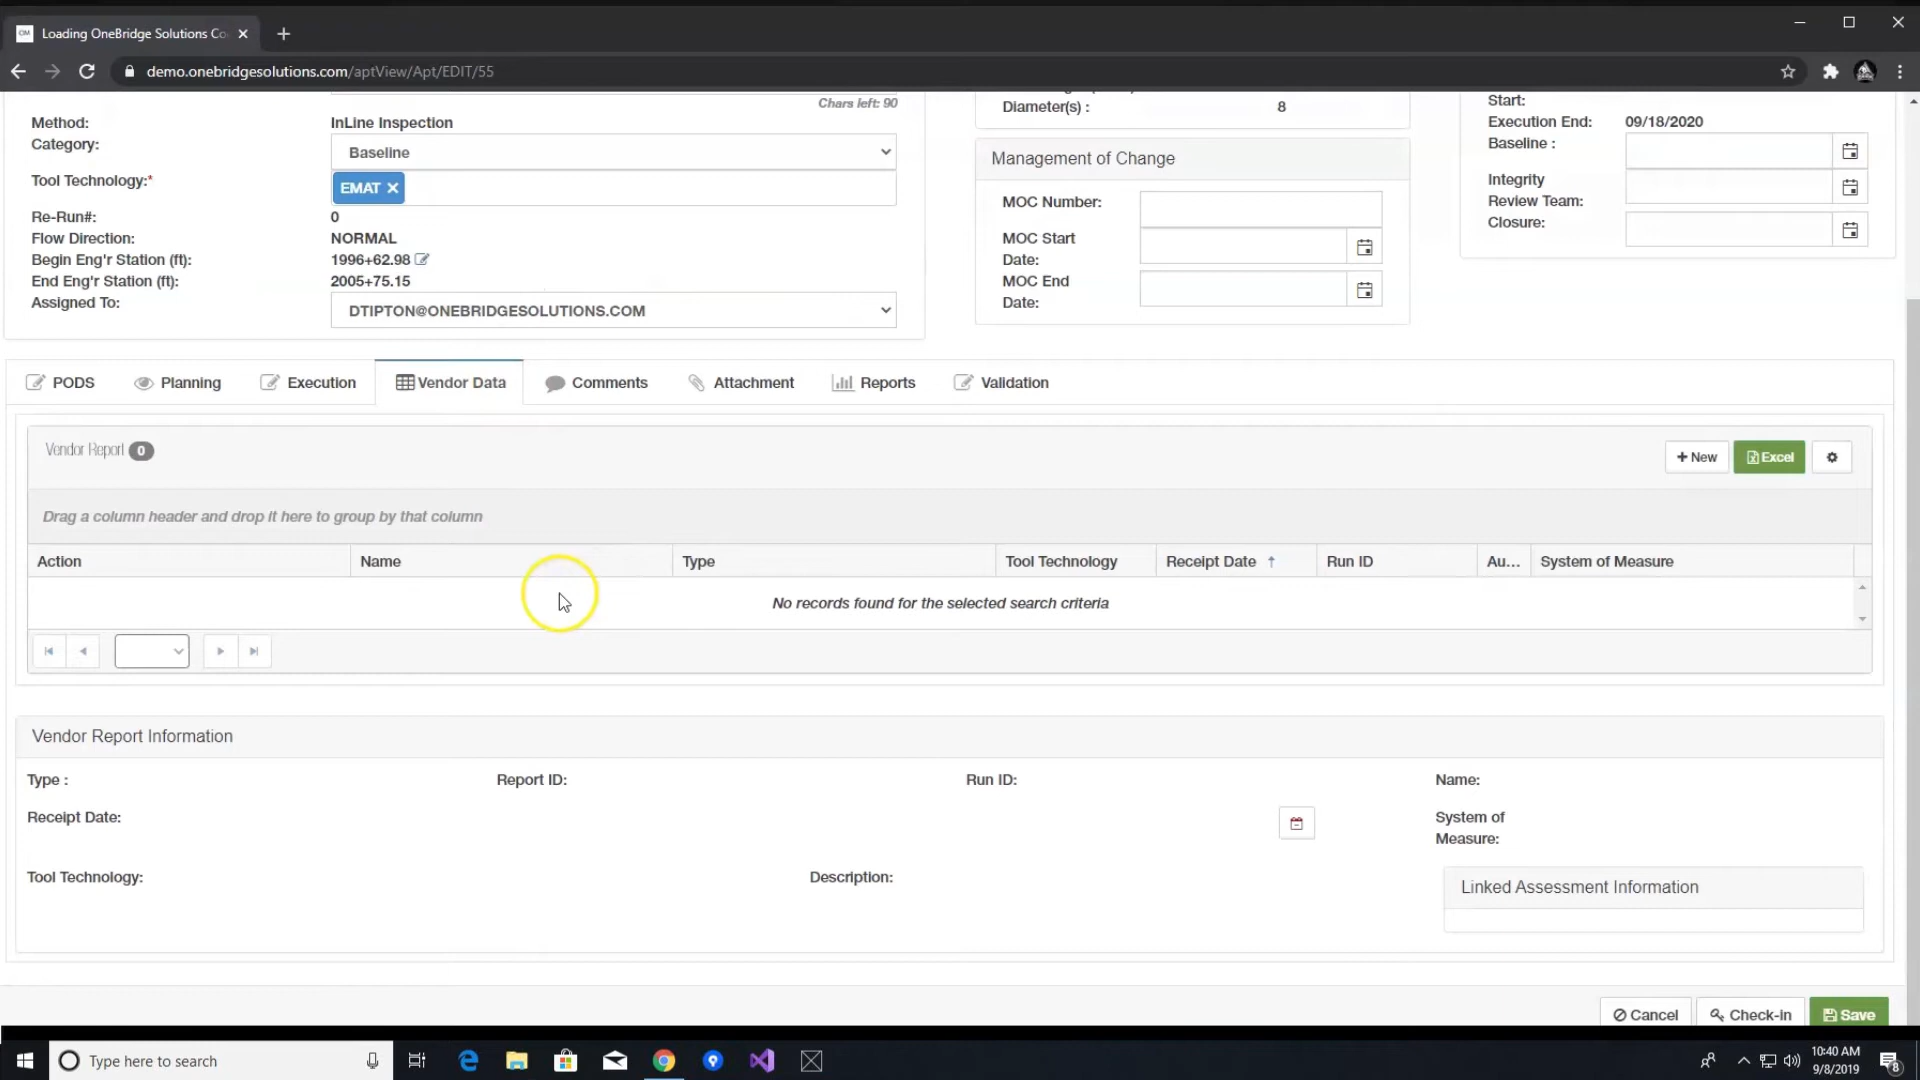 Loading OneBridge Solutions Co
demo.onebridgesolutions.com/aptView/Apt/EDIT/55
Chars left: 90
Method: InLine Inspection
Category: Baseline
Tool Technology:* EMAT
Re-Run#: 0
Flow Direction: NORMAL
Begin Eng'r Station (ft): 1996+62.98
End Eng'r Station (ft): 2005+75.15
Assigned To: DTIPTON@ONEBRIDGESOLUTIONS.COM
Diameter(s) : 8
Management of Change
MOC Number:
MOC Start
Date:
MOC End
Date:
Start:
Execution End: 09/18/2020
Baseline :
Integrity
Review Team:
Closure:
PODS Planning Execution Vendor Data Comments Attachment Reports Validation
Vendor Report 0
+ New Excel
Drag a column header and drop it here to group by that column
Action Name Type Tool Technology Receipt Date ↑ Run ID Au... System of Measure
No records found for the selected search criteria
Vendor Report Information
Type : Report ID: Run ID: Name:
Receipt Date: System of
Measure:
Tool Technology: Description:
Linked Assessment Information
Cancel Check-in Save
Type here to search
10:40 AM
9/8/2019
8